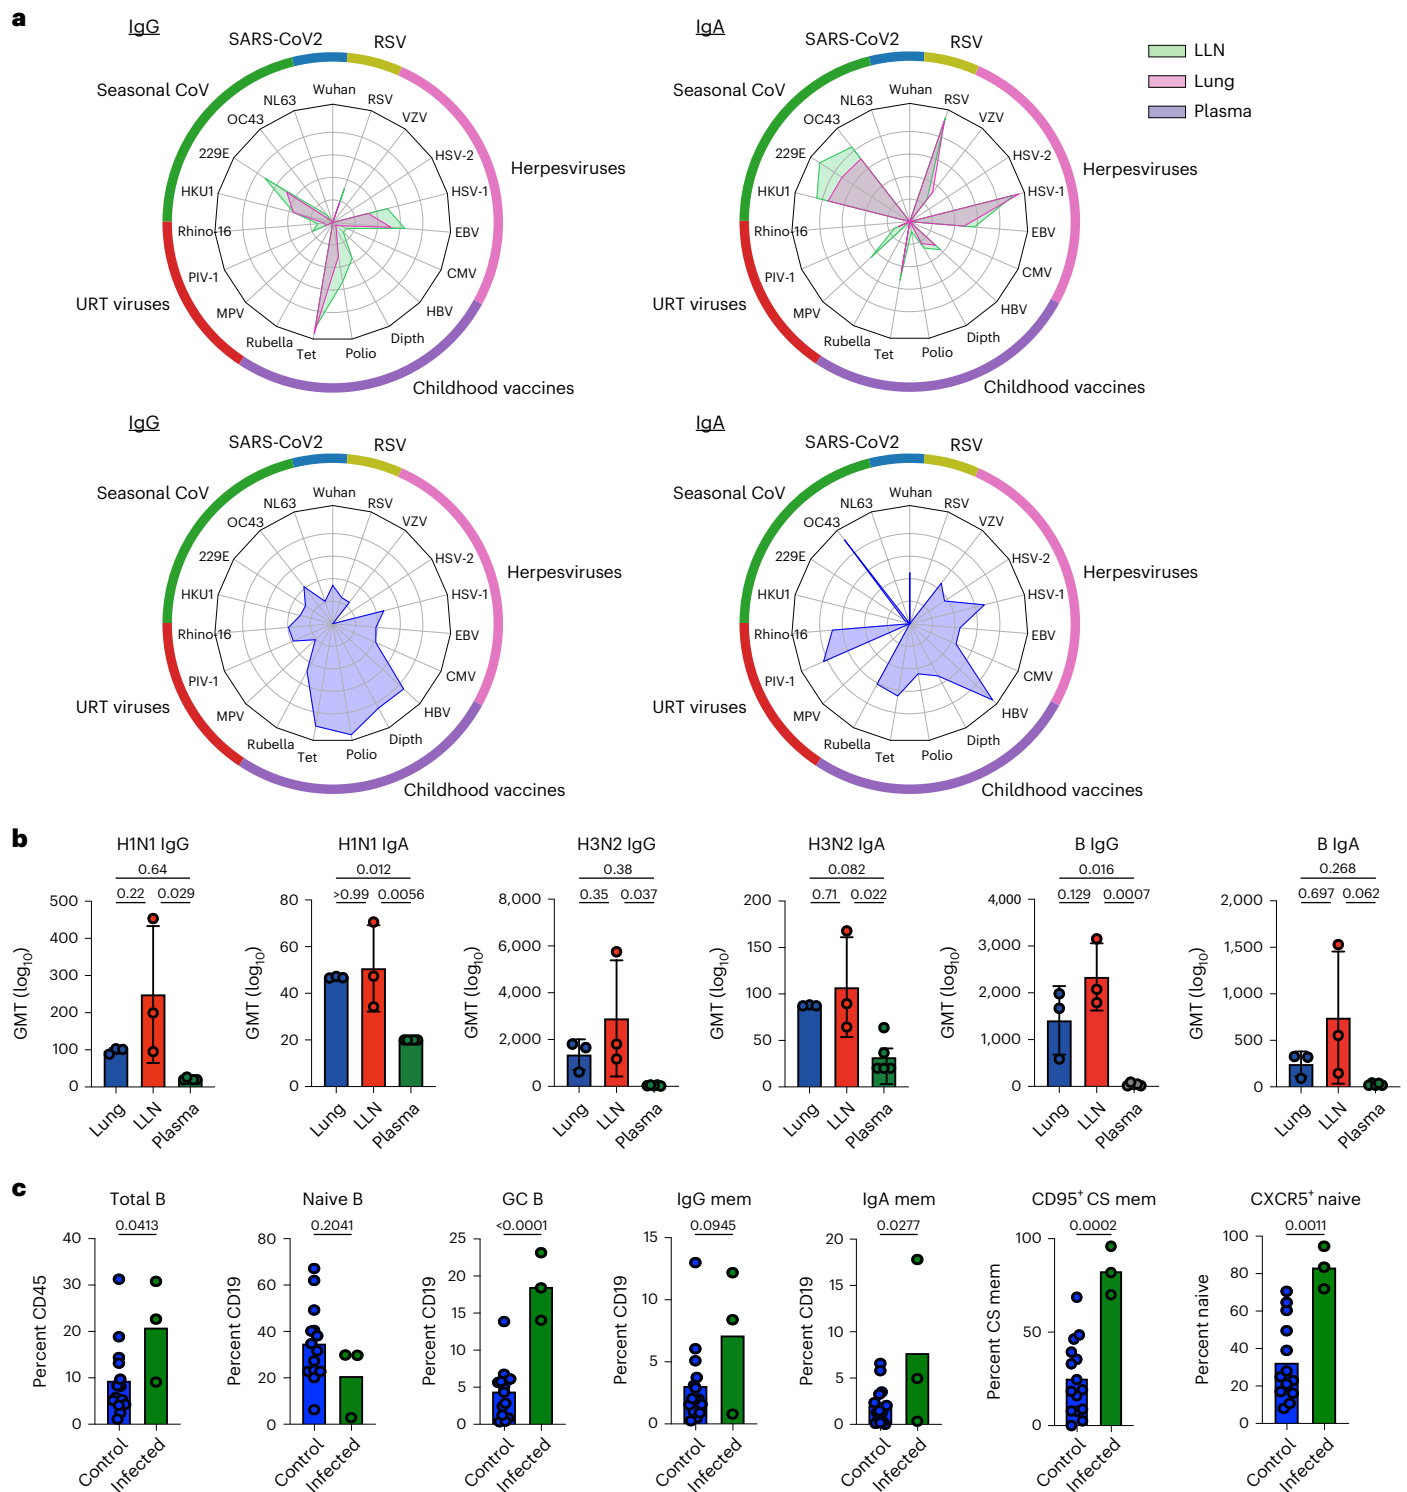 a
IgG
SARS-CoV2
RSV
Seasonal CoV
Herpesviruses
URT viruses
Childhood vaccines
Wuhan
RSV
VZV
HSV-2
HSV-1
EBV
CMV
HBV
Dipth
Polio
Tet
Rubella
MPV
PIV-1
Rhino-16
HKU1
229E
OC43
NL63
IgA
SARS-CoV2
RSV
Seasonal CoV
Herpesviruses
URT viruses
Childhood vaccines
Wuhan
RSV
VZV
HSV-2
HSV-1
EBV
CMV
HBV
Dipth
Polio
Tet
Rubella
MPV
PIV-1
Rhino-16
HKU1
229E
OC43
NL63
LLN
Lung
Plasma
IgG
SARS-CoV2
RSV
Seasonal CoV
Herpesviruses
URT viruses
Childhood vaccines
Wuhan
RSV
VZV
HSV-2
HSV-1
EBV
CMV
HBV
Dipth
Polio
Tet
Rubella
MPV
PIV-1
Rhino-16
HKU1
229E
OC43
NL63
IgA
SARS-CoV2
RSV
Seasonal CoV
Herpesviruses
URT viruses
Childhood vaccines
Wuhan
RSV
VZV
HSV-2
HSV-1
EBV
CMV
HBV
Dipth
Polio
Tet
Rubella
MPV
PIV-1
Rhino-16
HKU1
229E
OC43
NL63
b
H1N1 IgG
0.64
0.22 0.029
GMT (log10)
500
400
300
200
100
0
Lung
LLN
Plasma
H1N1 IgA
0.012
>0.99 0.0056
GMT (log10)
80
60
40
20
0
Lung
LLN
Plasma
H3N2 IgG
0.38
0.35 0.037
GMT (log10)
8,000
6,000
4,000
2,000
0
Lung
LLN
Plasma
H3N2 IgA
0.082
0.71 0.022
GMT (log10)
200
150
100
50
0
Lung
LLN
Plasma
B IgG
0.016
0.129 0.0007
GMT (log10)
4,000
3,000
2,000
1,000
0
Lung
LLN
Plasma
B IgA
0.268
0.697 0.062
GMT (log10)
2,000
1,500
1,000
500
0
Lung
LLN
Plasma
c
Total B
0.0413
Percent CD45
40
30
20
10
0
Control
Infected
Naive B
0.2041
Percent CD19
80
60
40
20
0
Control
Infected
GC B
<0.0001
Percent CD19
25
20
15
10
5
0
Control
Infected
IgG mem
0.0945
Percent CD19
15
10
5
0
Control
Infected
IgA mem
0.0277
Percent CD19
20
15
10
5
0
Control
Infected
CD95+ CS mem
0.0002
Percent CS mem
100
50
0
Control
Infected
CXCR5+ naive
0.0011
Percent naive
100
80
60
40
20
0
Control
Infected